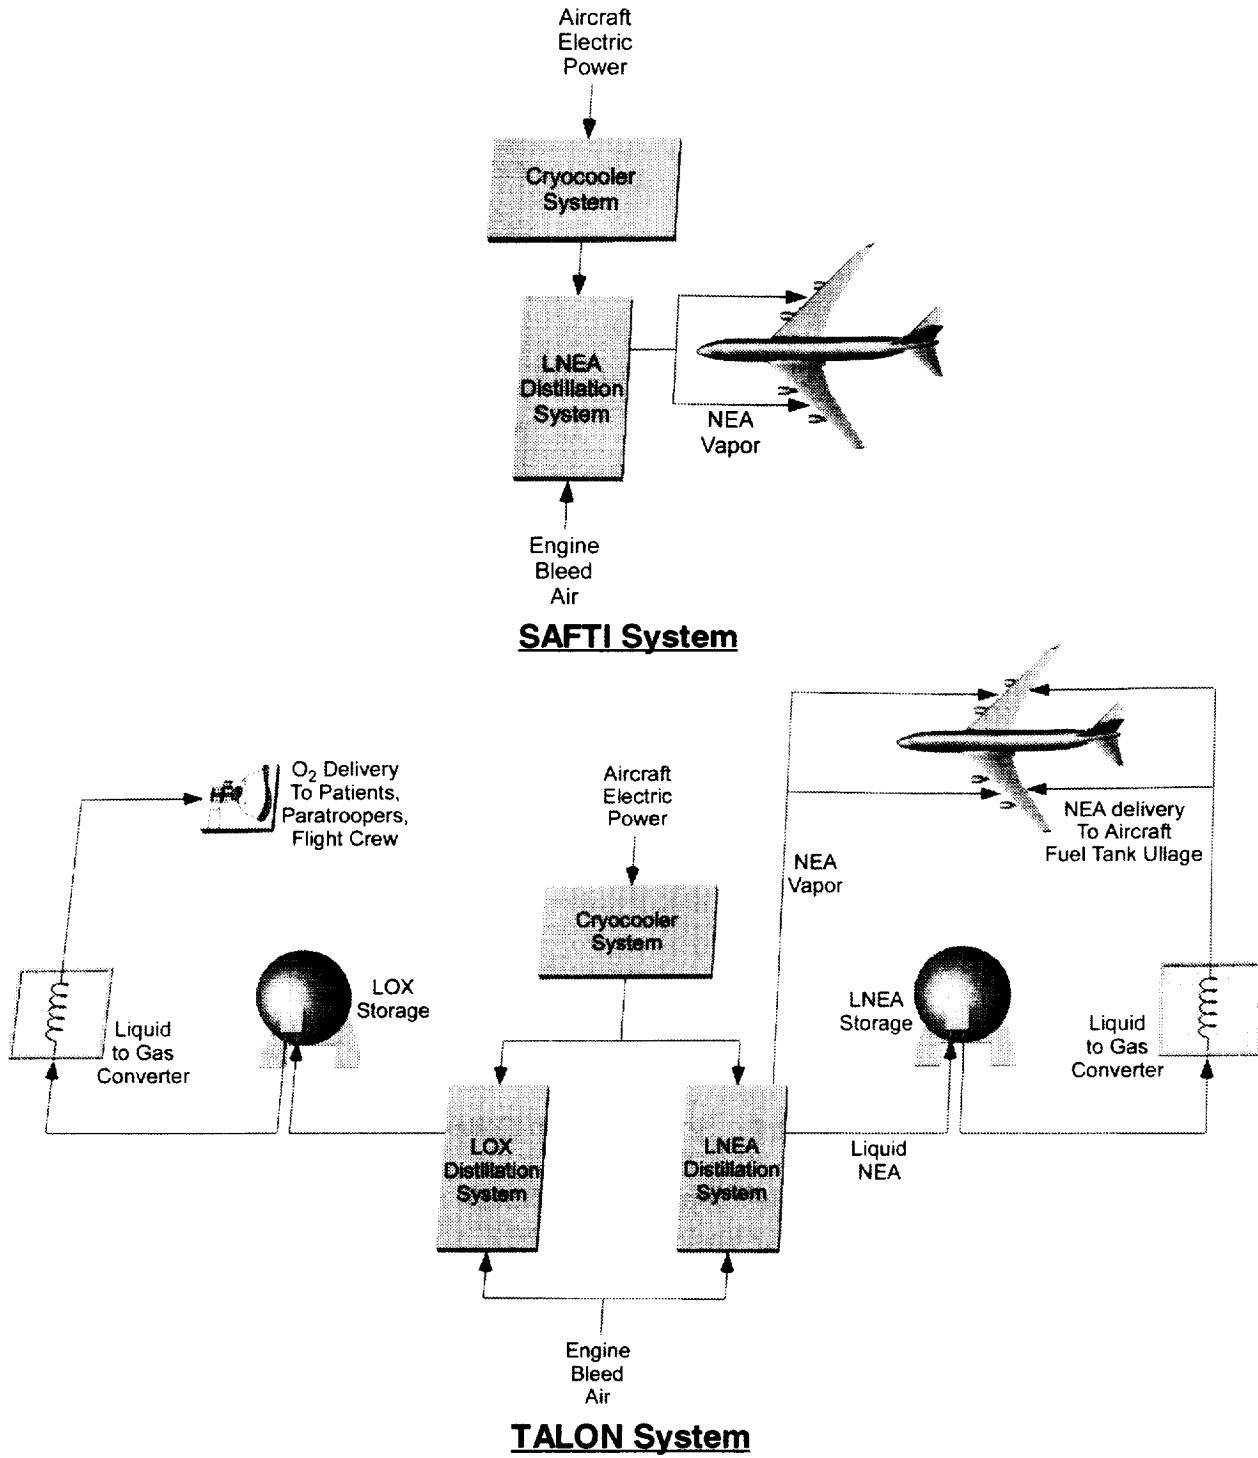 Aircraft
Electric
Power
Cryocooler
System
LNEA
Distillation
System
NEA
Vapor
Engine
Bleed
Air
SAFTI System
O2 Delivery
To Patients,
Paratroopers,
Flight Crew
Aircraft
Electric
Power
NEA delivery
To Aircraft
Fuel Tank Ullage
NEA
Vapor
Cryocooler
System
LOX
Storage
LNEA
Storage
Liquid
to Gas
Converter
Liquid
to Gas
Converter
LOX
Distillation
System
LNEA
Distillation
System
Liquid
NEA
Engine
Bleed
Air
TALON System